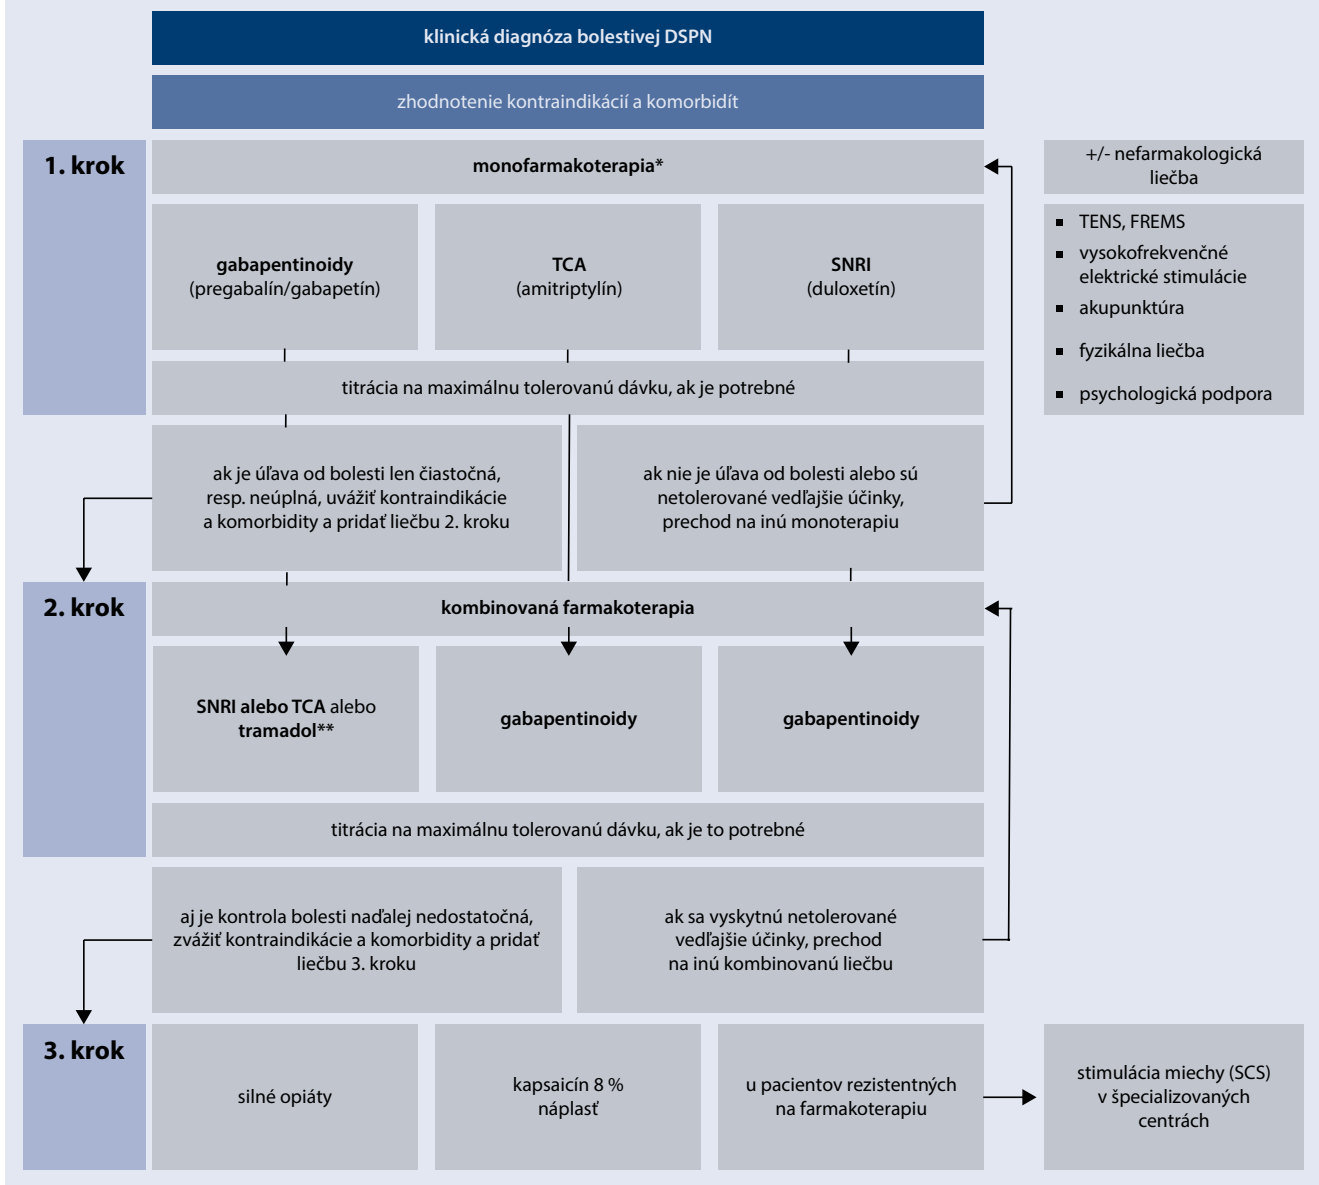 klinická diagnóza bolestivej DSPN
zhodnotenie kontraindikácií a komorbidít
1. krok
monofarmakoterapia*
+/- nefarmakologická
liečba
gabapentinoidy
(pregabalín/gabapetín)
TCA
(amitriptylín)
SNRI
(duloxetín)
TENS, FREMS
vysokofrekvenčné
elektrické stimulácie
akupunktúra
fyzikálna liečba
psychologická podpora
titrácia na maximálnu tolerovanú dávku, ak je potrebné
ak je úľava od bolesti len čiastočná,
resp. neúplná, uvážiť kontraindikácie
a komorbidity a pridať liečbu 2. kroku
ak nie je úľava od bolesti alebo sú
netolerované vedľajšie účinky,
prechod na inú monoterapiu
2. krok
kombinovaná farmakoterapia
SNRI alebo TCA alebo
tramadol**
gabapentinoidy
gabapentinoidy
titrácia na maximálnu tolerovanú dávku, ak je to potrebné
aj je kontrola bolesti naďalej nedostatočná,
zvážiť kontraindikácie a komorbidity a pridať
liečbu 3. kroku
ak sa vyskytnú netolerované
vedľajšie účinky, prechod
na inú kombinovanú liečbu
3. krok
silné opiáty
kapsaicín 8 %
náplasť
u pacientov rezistentných
na farmakoterapiu
stimulácia miechy (SCS)
v špecializovaných
centrách